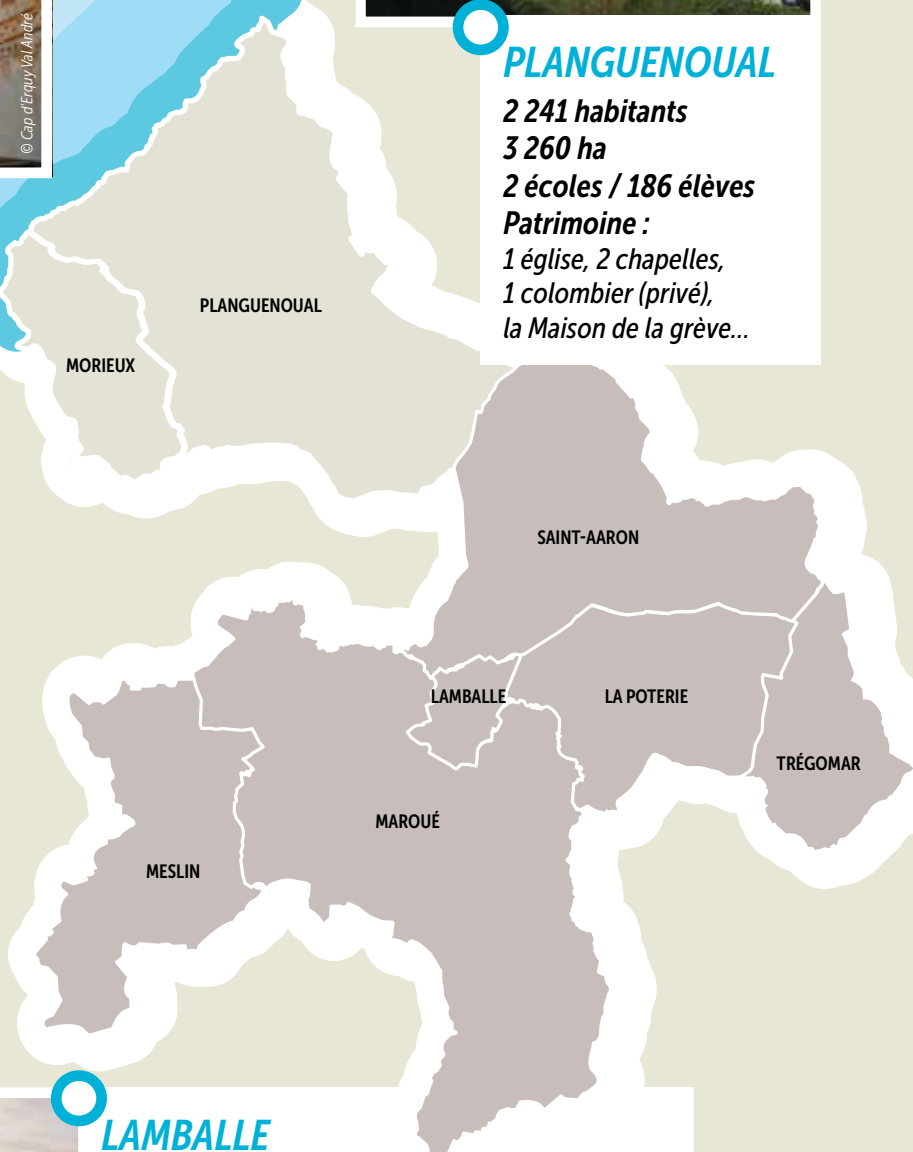 © Cap d'Erquy Val André
PLANGUENOUAL
2 241 habitants
3 260 ha
2 écoles / 186 élèves
Patrimoine :
1 église, 2 chapelles,
1 colombier (privé),
la Maison de la grève...
PLANGUENOUAL
MORIEUX
SAINT-AARON
LAMBALLE
LA POTERIE
TRÉGOMAR
MAROUÉ
MESLIN
LAMBALLE